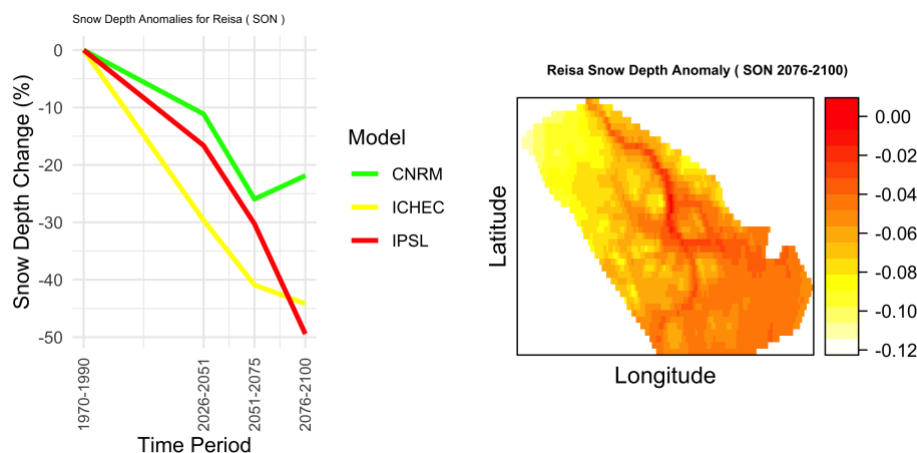 Snow Depth Anomalies for Reisa ( SON )
Snow Depth Change (%)
0
-10
-20
-30
-40
-50
1970-1990
2026-2051
2051-2075
2076-2100
Time Period
Model
CNRM
ICHEC
IPSL
Reisa Snow Depth Anomaly ( SON 2076-2100)
Latitude
Longitude
0.00
-0.02
-0.04
-0.06
-0.08
-0.10
-0.12